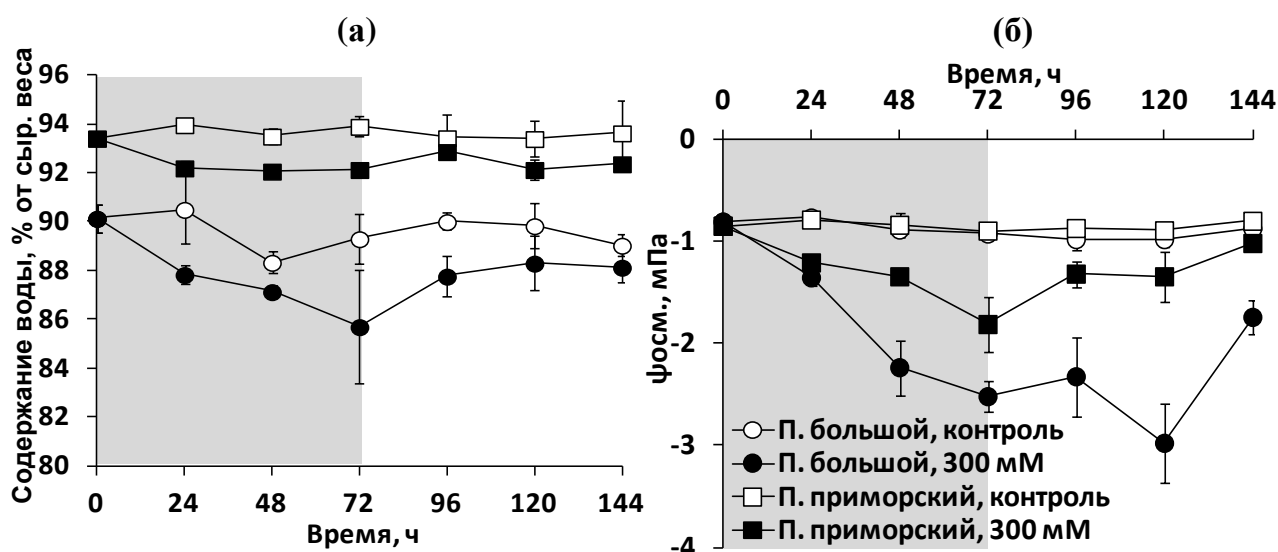 (а)
Содержание воды, % от сыр. веса
96
94
92
90
88
86
84
82
80
0 24 48 72 96 120 144
Время, ч
(б)
Время, ч
0 24 48 72 96 120 144
ψосм., мПа
0
-1
-2
-3
-4
П. большой, контроль
П. большой, 300 мМ
П. приморский, контроль
П. приморский, 300 мМ